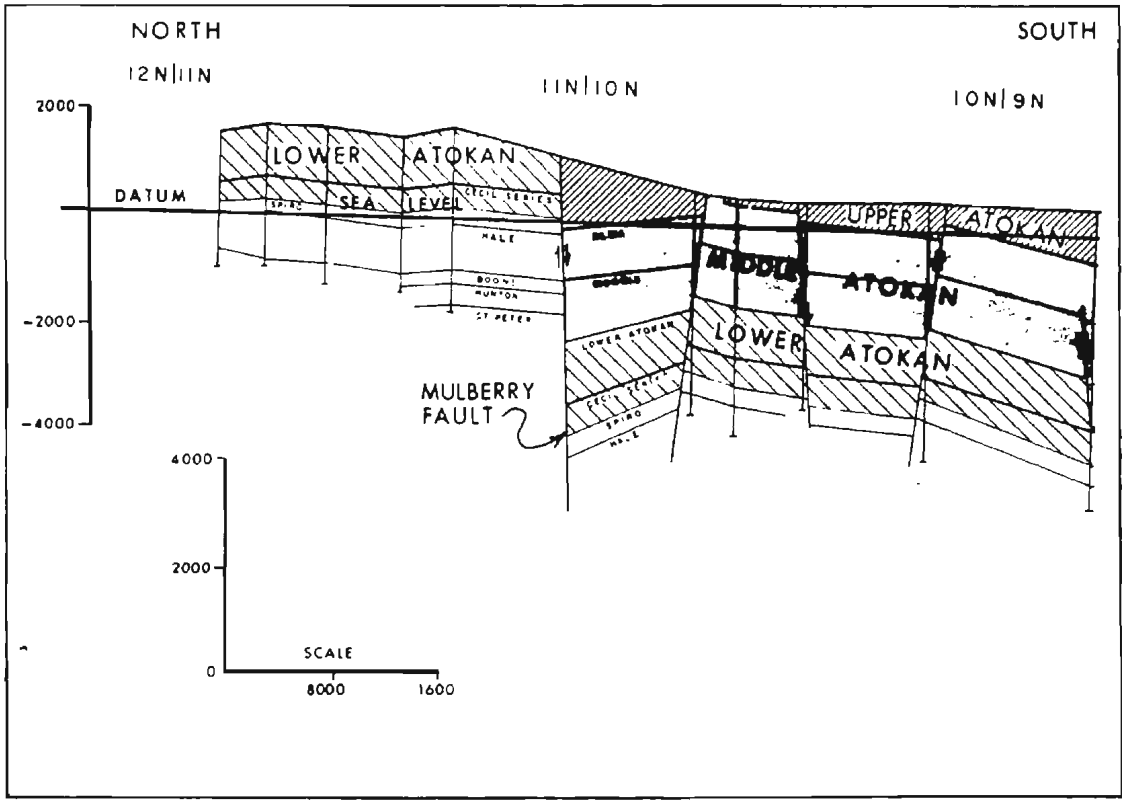 NORTH
SOUTH
12N|11N
11N|10N
10N|9N
2000
LOWER ATOKAN
DATUM
SEA LEVEL
CECIL SERIES
SPIRO
UPPER ATOKAN
HALE
MIDDLE ATOKAN
BOONE
HUNTON
ST PETER
-2000
LOWER ATOKAN
LOWER ATOKAN
CECIL SERIES
MULBERRY
FAULT
SPIRO
HALE
-4000
4000
2000
SCALE
0
8000
1600